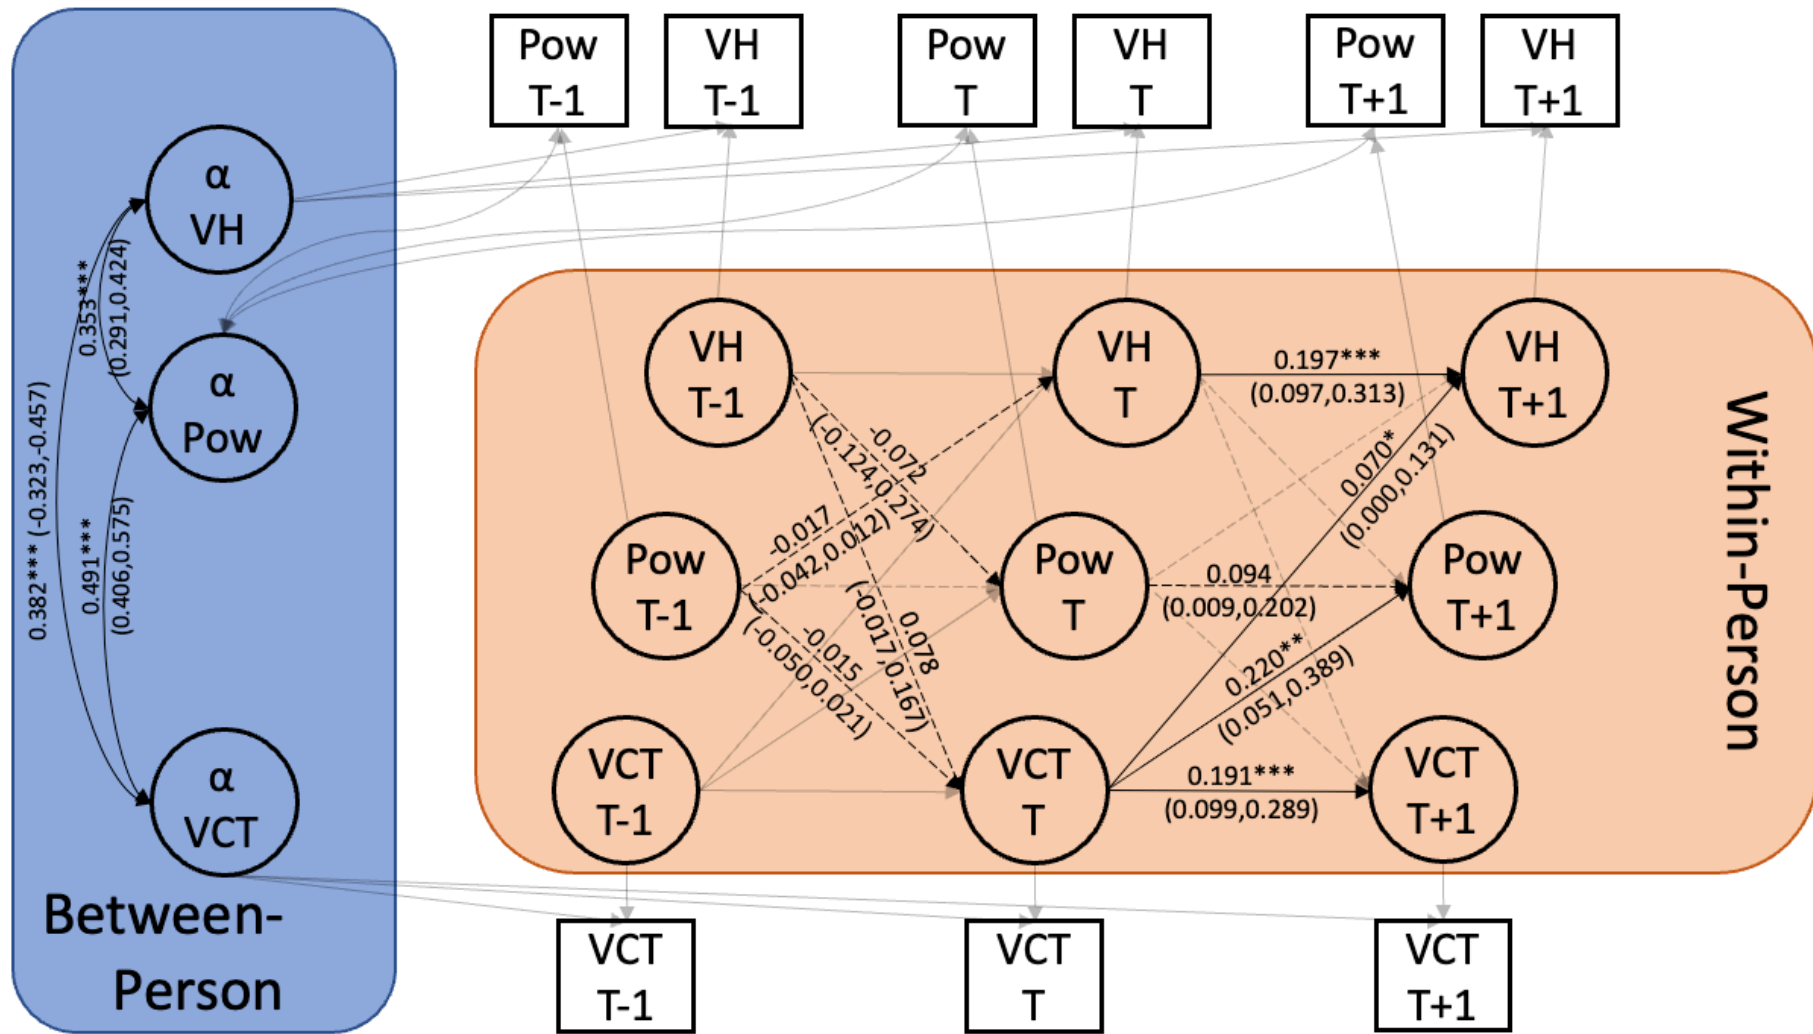 Pow
T-1
VH
T-1
Pow
T
VH
T
Pow
T+1
VH
T+1
α
VH
α
Pow
α
VCT
0.353***
(0.291,0.424)
0.382*** (-0.323,-0.457)
0.491***
(0.406,0.575)
Between-
Person
VH
T-1
VH
T
VH
T+1
0.197***
(0.097,0.313)
-0.072
(-0.124,0.274)
-0.017
(-0.042,0.012)
0.070*
(0.000,0.131)
Pow
T-1
Pow
T
Pow
T+1
0.094
(0.009,0.202)
0.078
(-0.017,0.167)
-0.015
(-0.050,0.021)
0.220**
(0.051,0.389)
VCT
T-1
VCT
T
VCT
T+1
0.191***
(0.099,0.289)
Within-Person
VCT
T-1
VCT
T
VCT
T+1